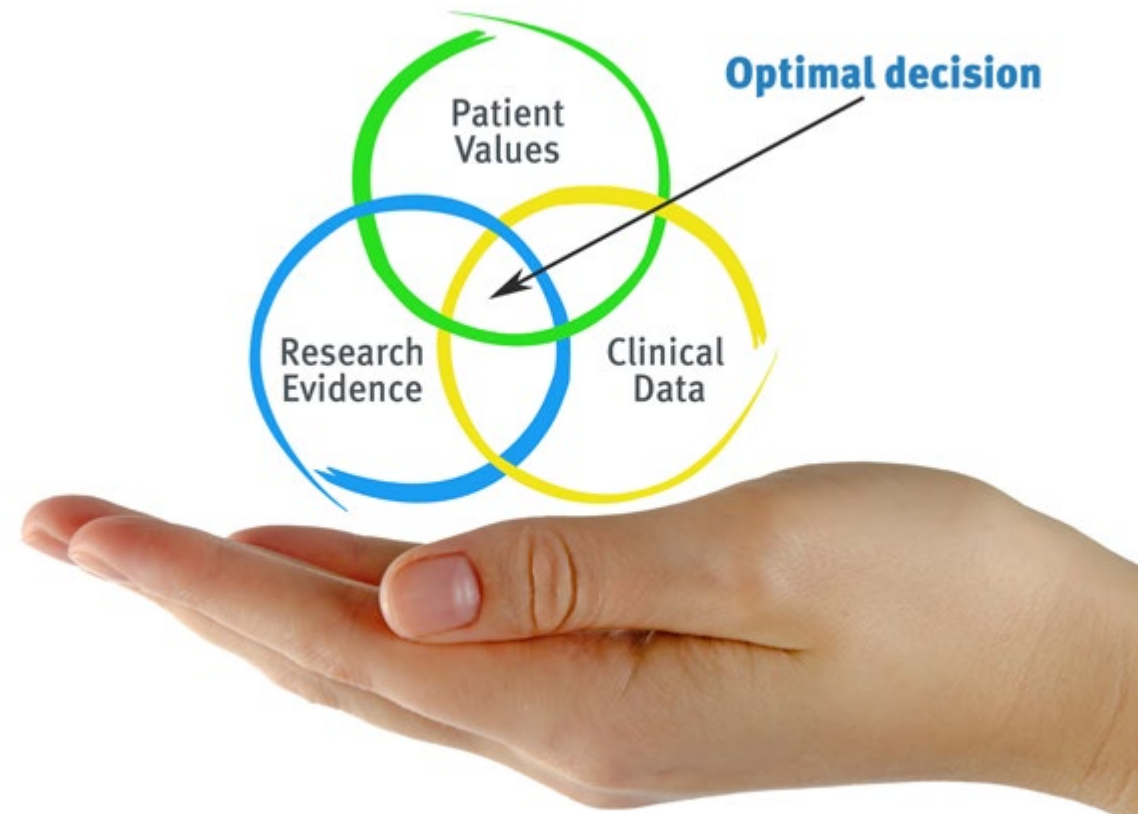 Optimal decision
Patient
Values
Research
Evidence
Clinical
Data